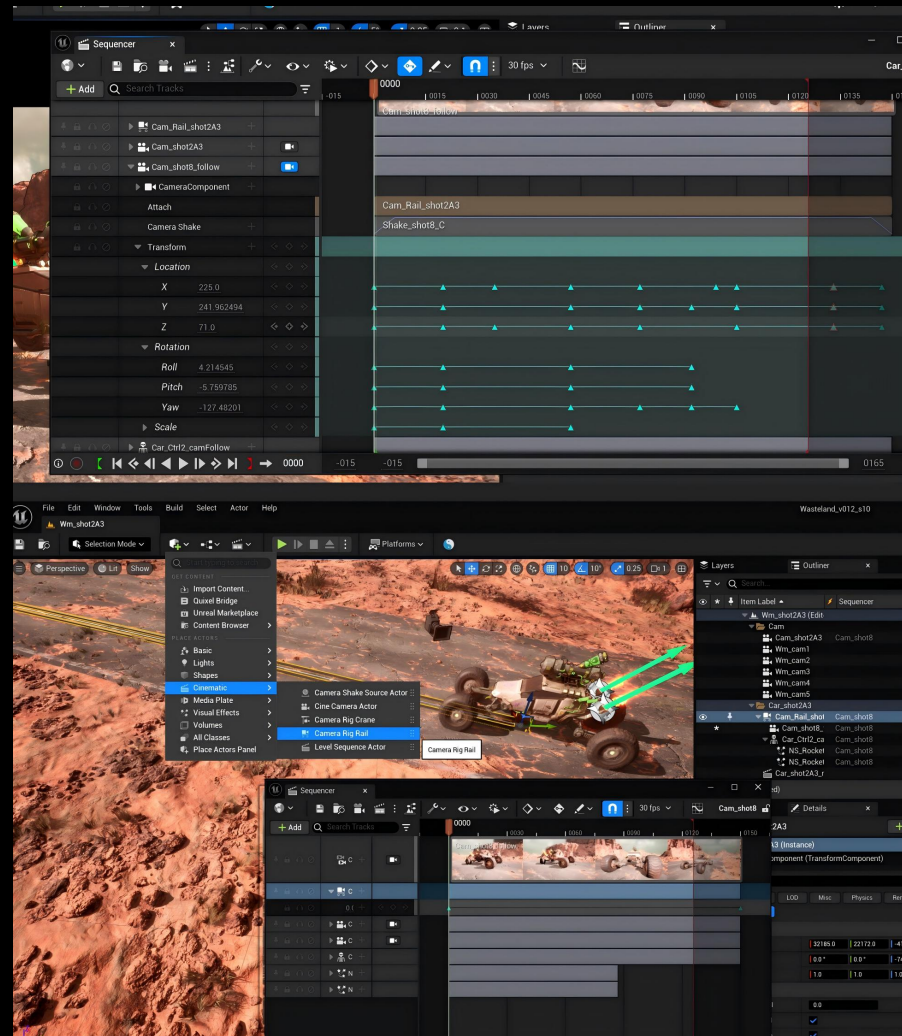 Layers
Outliner
Sequencer
30 fps
Car_
+ Add
Search Tracks
-015
0000
0015
0030
0045
0060
0075
0090
0105
0120
0135
Cam_shot8_follow
Cam_Rail_shot2A3
Cam_shot2A3
Cam_shot8_follow
CameraComponent
Attach
Cam_Rail_shot2A3
Camera Shake
Shake_shot8_C
Transform
Location
X 225.0
Y 241.962494
Z 71.0
Rotation
Roll 4.214545
Pitch -5.759785
Yaw -127.48201
Scale
Car_Ctrl2_camFollow
0000
-015
-015
0165
File Edit Window Tools Build Select Actor Help
Wasteland_v012_s10
Wm_shot2A3
Selection Mode
Platforms
Perspective
Lit
Show
10
10°
0.25
1
GET CONTENT
Import Content...
Quixel Bridge
Unreal Marketplace
Content Browser
PLACE ACTORS
Basic
Lights
Shapes
Cinematic
Media Plate
Visual Effects
Volumes
All Classes
Place Actors Panel
Camera Shake Source Actor
Cine Camera Actor
Camera Rig Crane
Camera Rig Rail
Level Sequence Actor
Camera Rig Rail
Layers
Outliner
Search...
Item Label
Sequencer
Wm_shot2A3 (Edit
Cam
Cam_shot2A3 Cam_shot8
Wm_cam1
Wm_cam2
Wm_cam3
Wm_cam4
Wm_cam5
Car_shot2A3
Cam_Rail_shot Cam_shot8
Cam_shot8_ Cam_shot8
Car_Ctrl2_ca Cam_shot8
NS_Rocket Cam_shot8
NS_Rocket Cam_shot8
Car_shot2A3_r
ed)
Sequencer
30 fps
Cam_shot8
+ Add
Search Tracks
0000
0030
0060
0090
0120
0150
Cam_shot8_follow
C
C
0 (
C
C
C
N
N
Details
2A3
A3 (Instance)
omponent (TransformComponent)
LOD
Misc
Physics
Ren
32185.0
22172.0
0.0°
0.0°
1.0
1.0
1.0
0.0